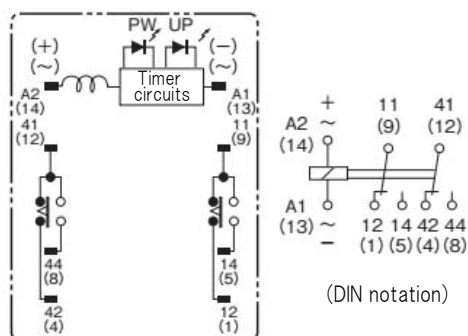 PW UP
(+) (−)
(~) (~)
Timer
circuits
A2 A1
(14) (13)
41 11
(12) (9)
44 14
(8) (5)
42 12
(4) (1)
+ 11 41
~ (9) (12)
A2
(14)
A1
(13) ~
−
12 14 42 44
(1) (5) (4) (8)
(DIN notation)